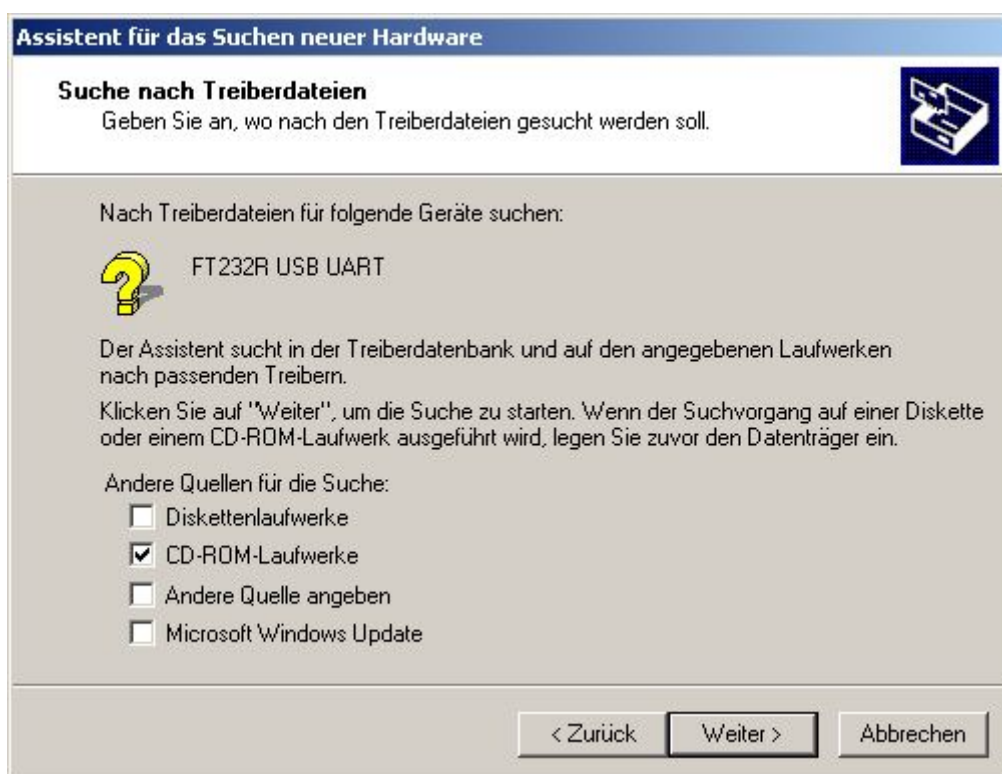 Assistent für das Suchen neuer Hardware
Suche nach Treiberdateien
Geben Sie an, wo nach den Treiberdateien gesucht werden soll.
Nach Treiberdateien für folgende Geräte suchen:
FT232R USB UART
Der Assistent sucht in der Treiberdatenbank und auf den angegebenen Laufwerken
nach passenden Treibern.
Klicken Sie auf "Weiter", um die Suche zu starten. Wenn der Suchvorgang auf einer Diskette
oder einem CD-ROM-Laufwerk ausgeführt wird, legen Sie zuvor den Datenträger ein.
Andere Quellen für die Suche:
Diskettenlaufwerke
CD-ROM-Laufwerke
Andere Quelle angeben
Microsoft Windows Update
< Zurück Weiter > Abbrechen